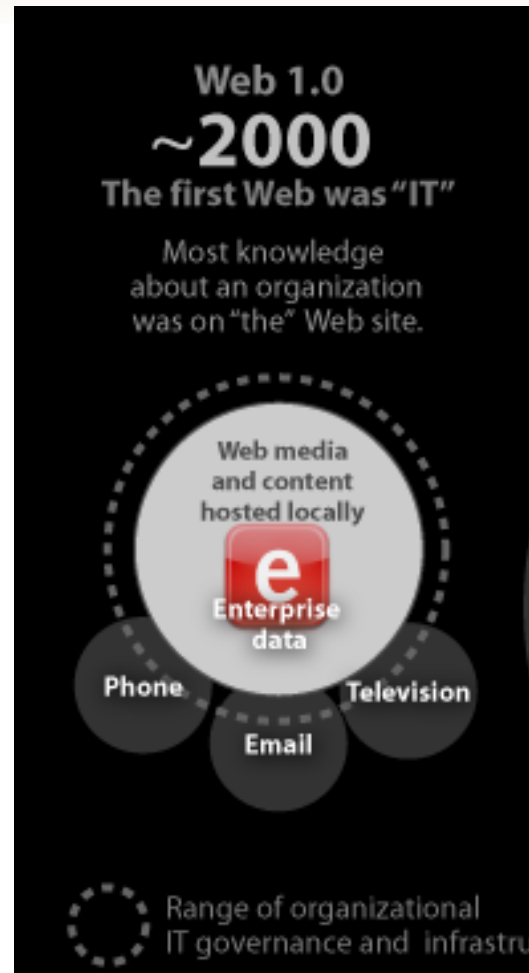 Web 1.0
~2000
The first Web was “IT”
Most knowledge
about an organization
was on “the” Web site.
Web media
and content
hosted locally
e
Enterprise
data
Phone
Television
Email
Range of organizational
IT governance and infrastru